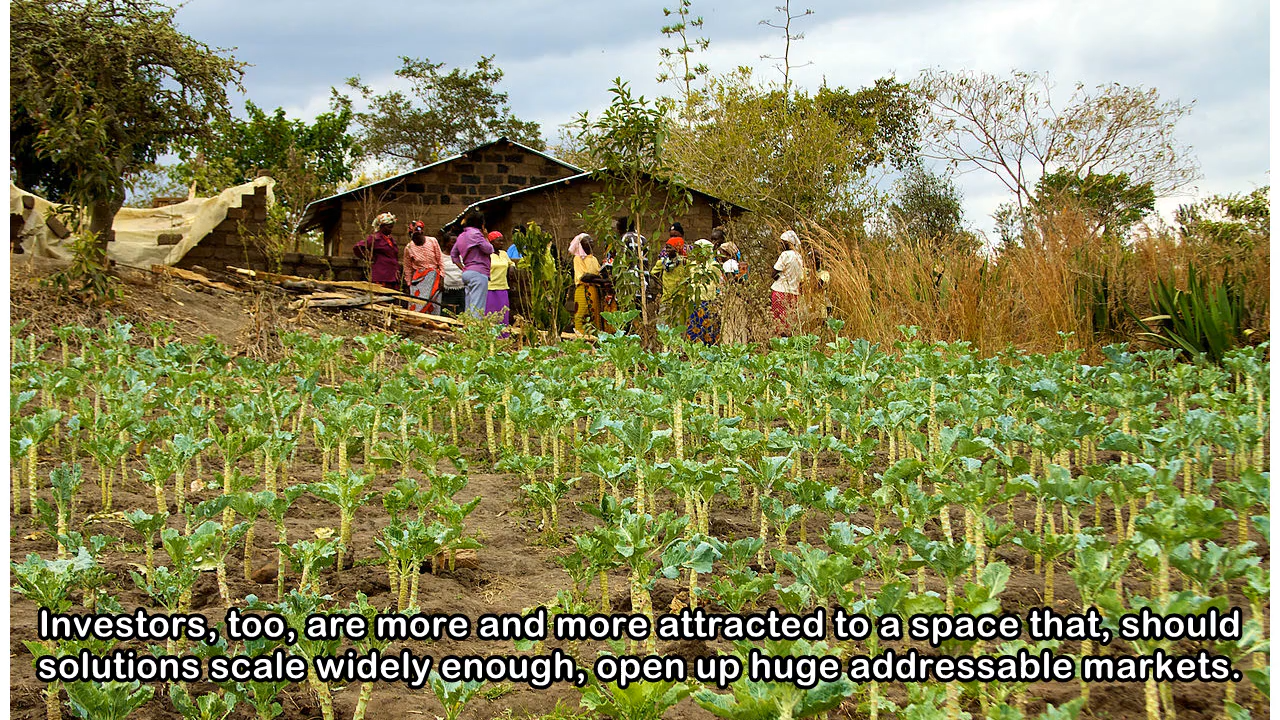 Investors, too, are more and more attracted to a space that, should
solutions scale widely enough, open up huge addressable markets.